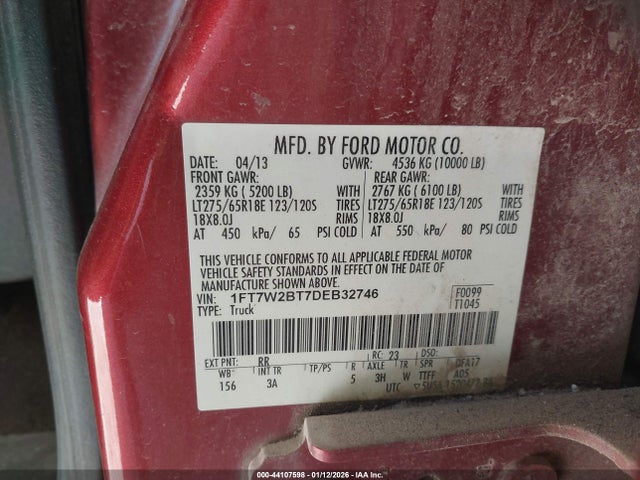 MFD. BY FORD MOTOR CO.
DATE: 04/13 GVWR: 4536 KG (10000 LB)
FRONT GAWR: REAR GAWR:
2359 KG ( 5200 LB) WITH 2767 KG ( 6100 LB) WITH
LT275/65R18E 123/120S TIRES LT275/65R18E 123/120S TIRES
18X8.0J RIMS 18X8.0J RIMS
AT 450 kPa/ 65 PSI COLD AT 550 kPa/ 80 PSI COLD
THIS VEHICLE CONFORMS TO ALL APPLICABLE FEDERAL MOTOR
VEHICLE SAFETY STANDARDS IN EFFECT ON THE DATE OF
MANUFACTURE SHOWN ABOVE.
VIN: 1FT7W2BT7DEB32746 F0099
TYPE: Truck T1045
EXT PNT: RR RC: 23 DSO:
WB INT TR TP/PS R AXLE TR SPR OFA17
156 3A 5 3H W TTFF A05
UTC
000-44107598 - 01/12/2026 - IAA Inc.